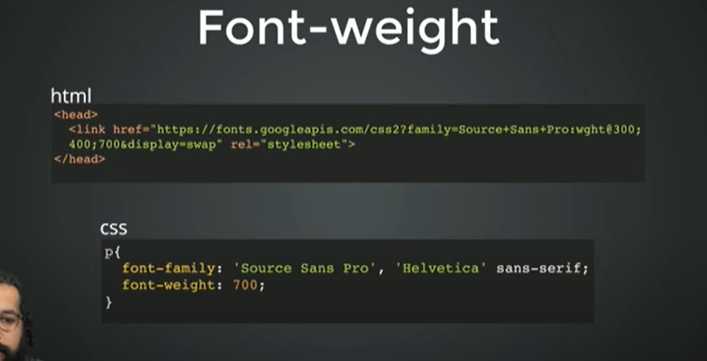 Font-weight
html
<head>
<link href="https://fonts.googleapis.com/css2?family=Source+Sans+Pro:wght@300;
400;700&display=swap" rel="stylesheet">
</head>
css
p{
font-family: 'Source Sans Pro', 'Helvetica' sans-serif;
font-weight: 700;
}